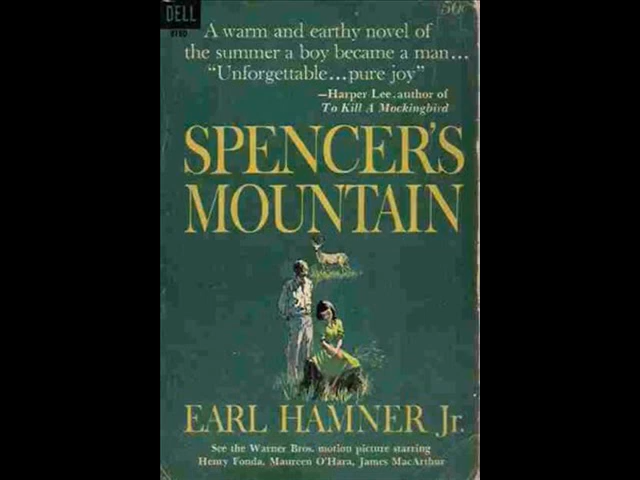 DELL
50c
A warm and earthy novel of
the summer a boy became a man...
"Unforgettable...pure joy"
—Harper Lee, author of
To Kill A Mockingbird
SPENCER'S
MOUNTAIN
EARL HAMNER Jr.
See the Warner Bros. motion picture starring
Henry Fonda, Maureen O'Hara, James MacArthur